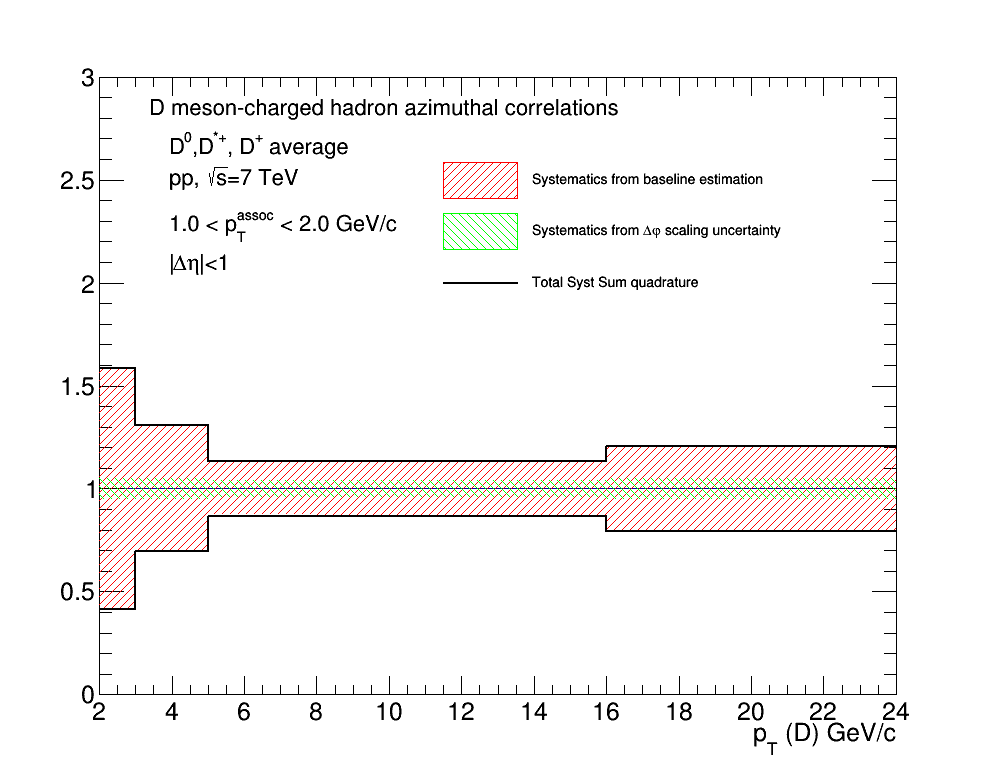 D meson-charged hadron azimuthal correlations
D⁰,D*⁺, D⁺ average
pp, √s=7 TeV
1.0 < p_T^assoc < 2.0 GeV/c
|Δη|<1
Systematics from baseline estimation
Systematics from Δφ scaling uncertainty
Total Syst Sum quadrature
3
2.5
2
1.5
1
0.5
0
2 4 6 8 10 12 14 16 18 20 22 24
p_T (D) GeV/c